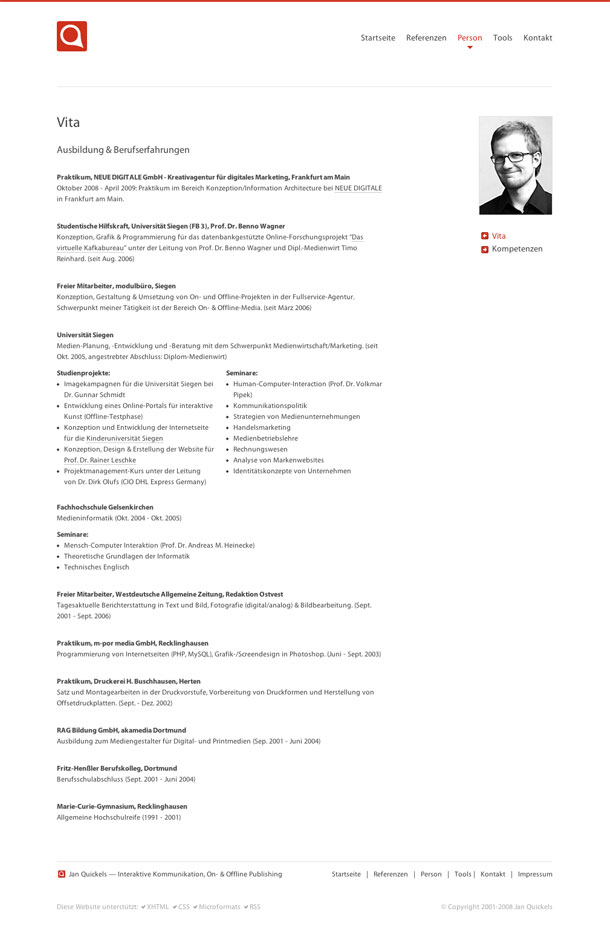 Startseite Referenzen Person Tools Kontakt
Vita
Ausbildung & Berufserfahrungen
Praktikum, NEUE DIGITALE GmbH - Kreativagentur für digitales Marketing, Frankfurt am Main
Oktober 2008 - April 2009: Praktikum im Bereich Konzeption/Information Architecture bei NEUE DIGITALE
in Frankfurt am Main.
Studentische Hilfskraft, Universität Siegen (FB 3), Prof. Dr. Benno Wagner
Konzeption, Grafik & Programmierung für das datenbankgestützte Online-Forschungsprojekt "Das
virtuelle Kafkabureau" unter der Leitung von Prof. Dr. Benno Wagner und Dipl.-Medienwirt Timo
Reinhard. (seit Aug. 2006)
Freier Mitarbeiter, modulbüro, Siegen
Konzeption, Gestaltung & Umsetzung von On- und Offline-Projekten in der Fullservice-Agentur.
Schwerpunkt meiner Tätigkeit ist der Bereich On- & Offline-Media. (seit März 2006)
Universität Siegen
Medien-Planung, -Entwicklung und -Beratung mit dem Schwerpunkt Medienwirtschaft/Marketing. (seit
Okt. 2005, angestrebter Abschluss: Diplom-Medienwirt)
Studienprojekte:
• Imagekampagnen für die Universität Siegen bei
Dr. Gunnar Schmidt
• Entwicklung eines Online-Portals für interaktive
Kunst (Offline-Testphase)
• Konzeption und Entwicklung der Internetseite
für die Kinderuniversität Siegen
• Konzeption, Design & Erstellung der Website für
Prof. Dr. Rainer Leschke
• Projektmanagement-Kurs unter der Leitung
von Dr. Dirk Olufs (CIO DHL Express Germany)
Seminare:
• Human-Computer-Interaction (Prof. Dr. Volkmar
Pipek)
• Kommunikationspolitik
• Strategien von Medienunternehmungen
• Handelsmarketing
• Medienbetriebslehre
• Rechnungswesen
• Analyse von Markenwebsites
• Identitätskonzepte von Unternehmen
Fachhochschule Gelsenkirchen
Medieninformatik (Okt. 2004 - Okt. 2005)
Seminare:
• Mensch-Computer Interaktion (Prof. Dr. Andreas M. Heinecke)
• Theoretische Grundlagen der Informatik
• Technisches Englisch
Freier Mitarbeiter, Westdeutsche Allgemeine Zeitung, Redaktion Ostvest
Tagesaktuelle Berichterstattung in Text und Bild, Fotografie (digital/analog) & Bildbearbeitung. (Sept.
2001 - Sept. 2006)
Praktikum, m-por media GmbH, Recklinghausen
Programmierung von Internetseiten (PHP, MySQL), Grafik-/Screendesign in Photoshop. (Juni - Sept. 2003)
Praktikum, Druckerei H. Buschhausen, Herten
Satz und Montagearbeiten in der Druckvorstufe, Vorbereitung von Druckformen und Herstellung von
Offsetdruckplatten. (Sept. - Dez. 2002)
RAG Bildung GmbH, akamedia Dortmund
Ausbildung zum Mediengestalter für Digital- und Printmedien (Sep. 2001 - Juni 2004)
Fritz-Henßler Berufskolleg, Dortmund
Berufsschulabschluss (Sept. 2001 - Juni 2004)
Marie-Curie-Gymnasium, Recklinghausen
Allgemeine Hochschulreife (1991 - 2001)
Vita
Kompetenzen
Jan Quickels — Interaktive Kommunikation, On- & Offline Publishing
Startseite | Referenzen | Person | Tools | Kontakt | Impressum
Diese Website unterstützt: XHTML CSS Microformats RSS
© Copyright 2001-2008 Jan Quickels